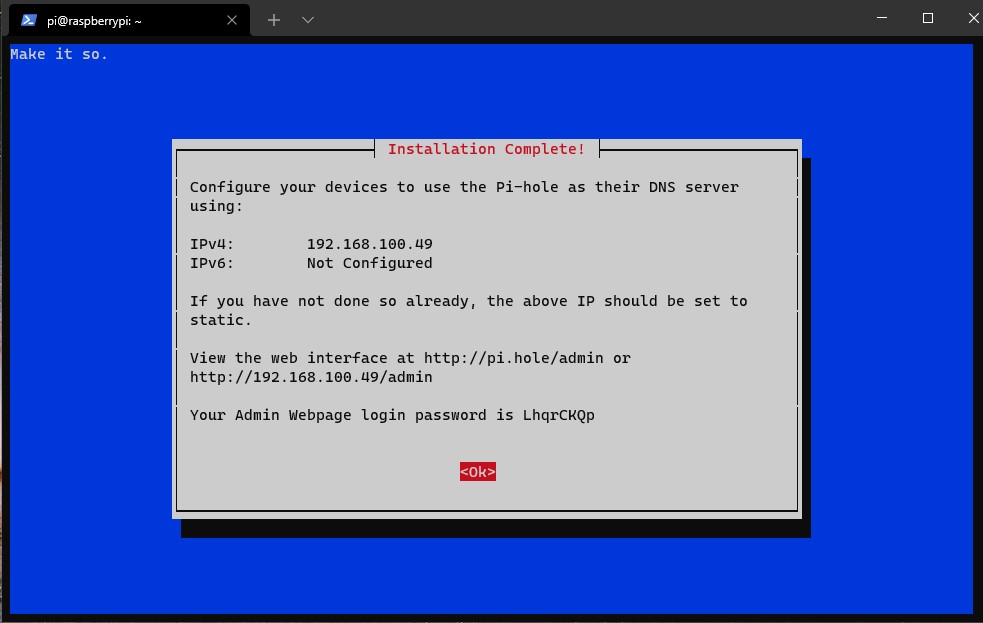 pi@raspberrypi: ~
Make it so.
Installation Complete!
Configure your devices to use the Pi-hole as their DNS server
using:
IPv4: 192.168.100.49
IPv6: Not Configured
If you have not done so already, the above IP should be set to
static.
View the web interface at http://pi.hole/admin or
http://192.168.100.49/admin
Your Admin Webpage login password is LhqrCKQp
<Ok>